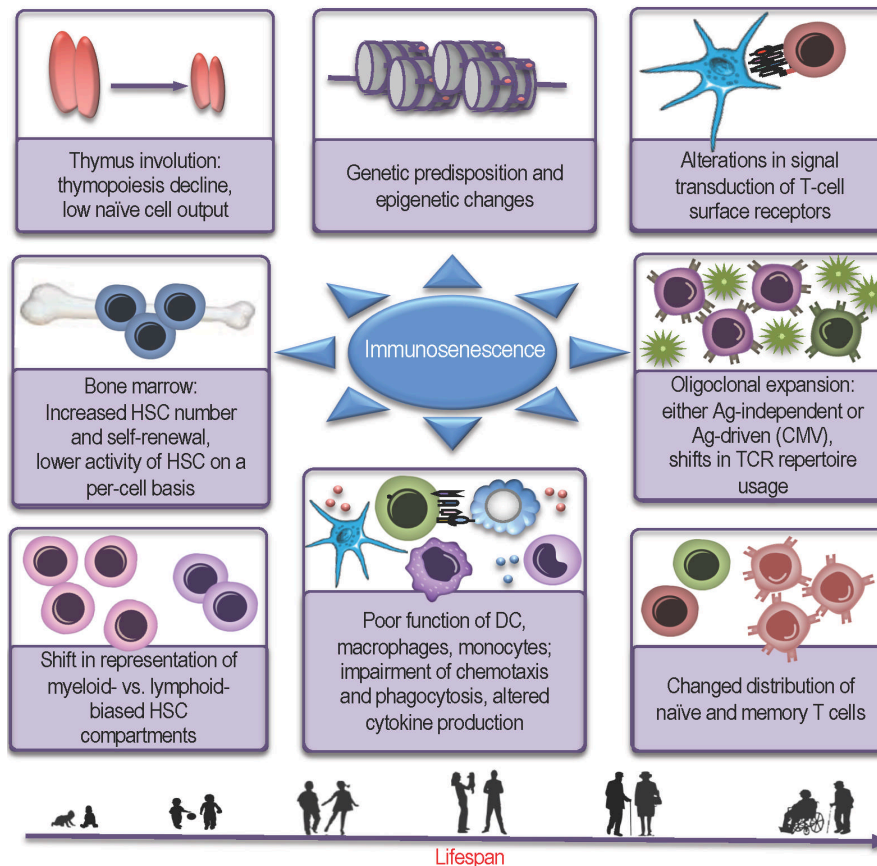 Thymus involution:
thymopoiesis decline,
low naïve cell output
Genetic predisposition and
epigenetic changes
Alterations in signal
transduction of T-cell
surface receptors
Bone marrow:
Increased HSC number
and self-renewal,
lower activity of HSC on a
per-cell basis
Immunosenescence
Oligoclonal expansion:
either Ag-independent or
Ag-driven (CMV),
shifts in TCR repertoire
usage
Shift in representation of
myeloid- vs. lymphoid-
biased HSC
compartments
Poor function of DC,
macrophages, monocytes;
impairment of chemotaxis
and phagocytosis, altered
cytokine production
Changed distribution of
naïve and memory T cells
Lifespan